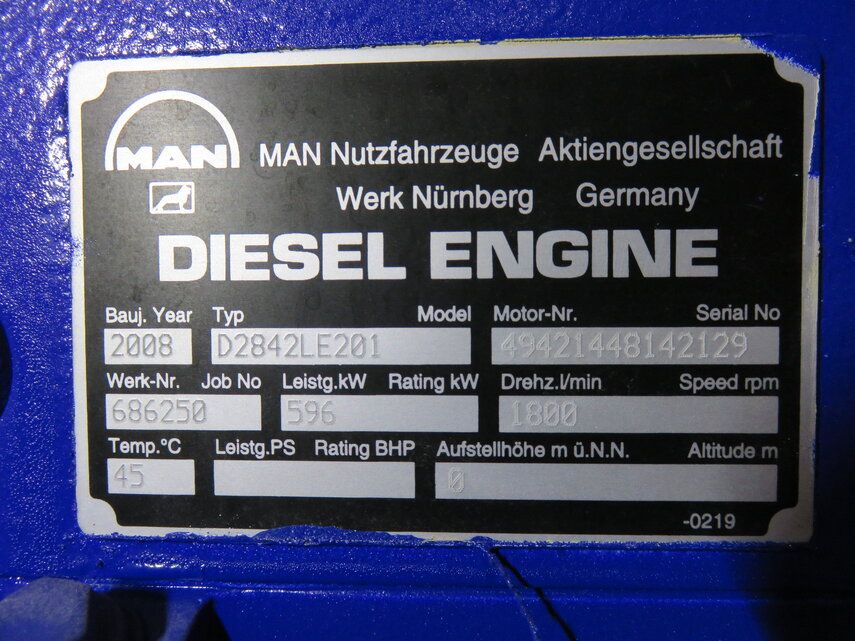 MAN
MAN Nutzfahrzeuge Aktiengesellschaft
Werk Nürnberg Germany
DIESEL ENGINE
Bauj. Year Typ Model Motor-Nr. Serial No
2008 D2842LE201 49421448142129
Werk-Nr. Job No Leistg.kW Rating kW Drehz.l/min Speed rpm
686250 596 1800
Temp.°C Leistg.PS Rating BHP Aufstellhöhe m ü.N.N. Altitude m
45 0
-0219